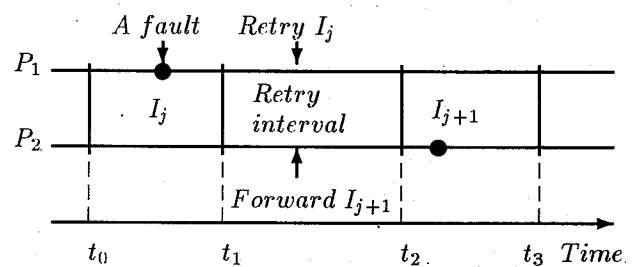 A fault Retry I_j
P_1
I_j Retry I_{j+1}
interval
P_2
Forward I_{j+1}
t_0 t_1 t_2 t_3 Time